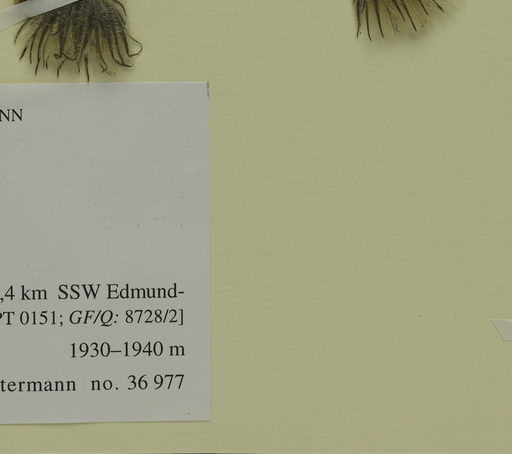 NN
,4 km SSW Edmund-
PT 0151; GF/Q: 8728/2]
1930–1940 m
termann no. 36 977